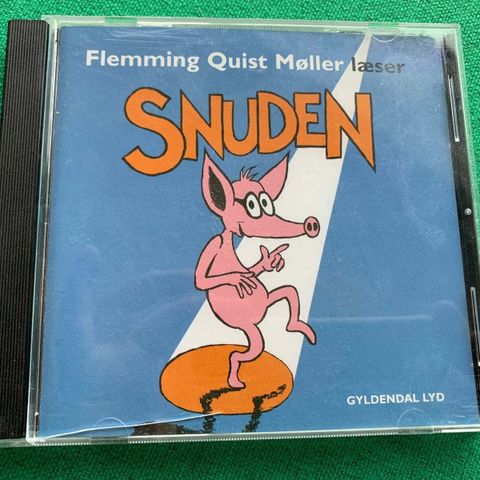 Flemming Quist Møller læser
SNUDEN
GYLDENDAL LYD